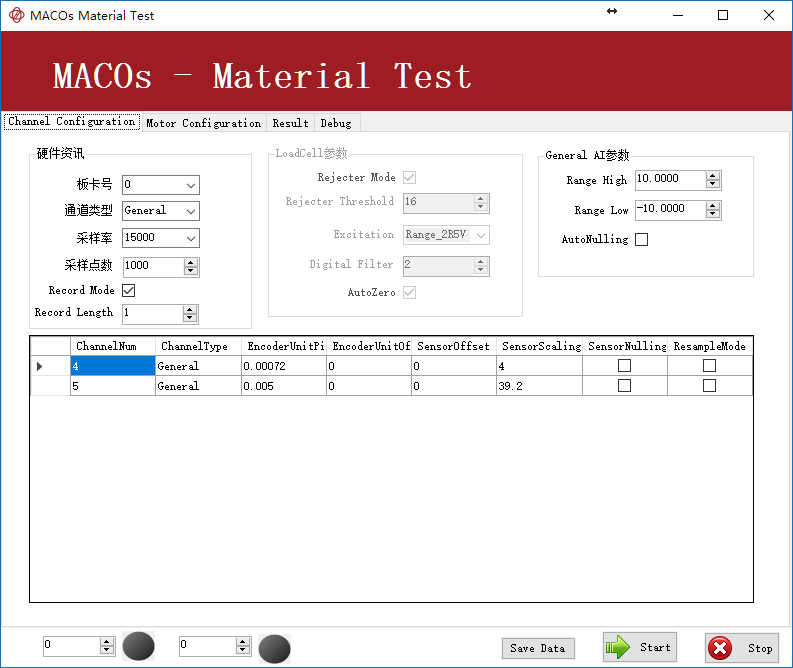 MACOs Material Test
MACOs - Material Test
Channel Configuration Motor Configuration Result Debug
硬件资讯
板卡号 0
通道类型 General
采样率 15000
采样点数 1000
Record Mode
Record Length 1
LoadCell参数
Rejecter Mode
Rejecter Threshold 16
Excitation Range_2R5V
Digital Filter 2
AutoZero
General AI参数
Range High 10.0000
Range Low -10.0000
AutoNulling
ChannelNum ChannelType EncoderUnitPi EncoderUnitOf SensorOffset SensorScaling SensorNulling ResampleMode
4 General 0.00072 0 0 4
5 General 0.005 0 0 39.2
0 0 Save Data Start Stop